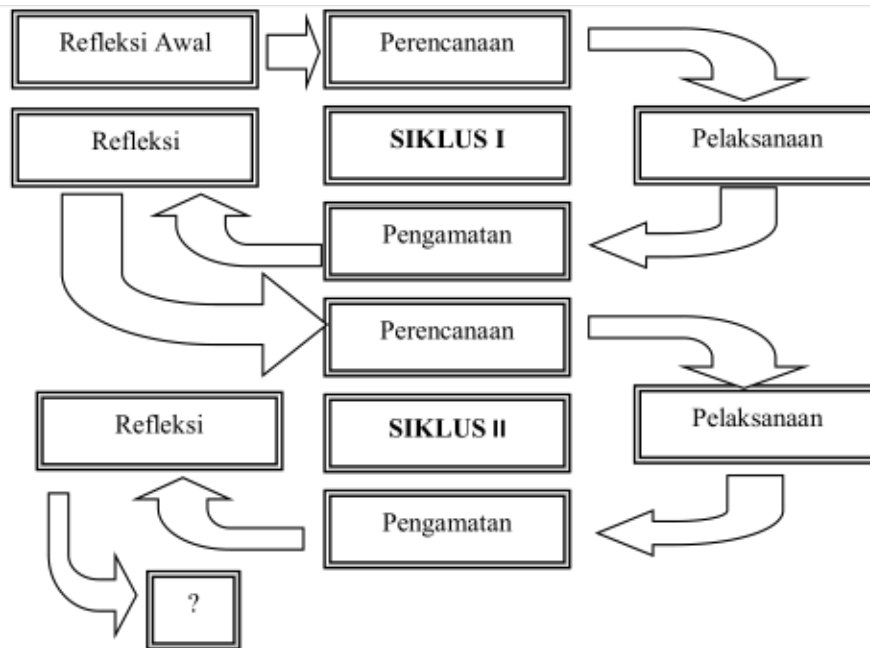 Refleksi Awal
Perencanaan
Refleksi
SIKLUS I
Pelaksanaan
Pengamatan
Perencanaan
Refleksi
SIKLUS II
Pelaksanaan
Pengamatan
?